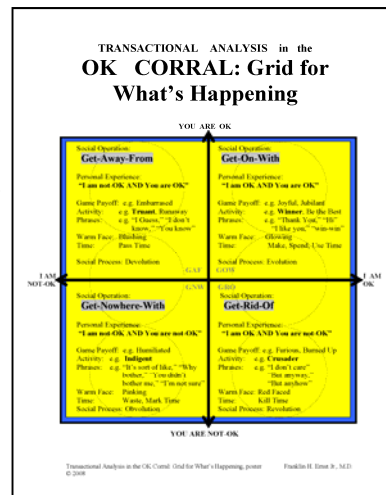 TRANSACTIONAL ANALYSIS in the
OK CORRAL: Grid for
What's Happening
YOU ARE OK
Social Operation:
Get-Away-From
Personal Experience:
"I am not-OK AND You are OK"
Game Payoff: e.g. Embarrased
Activity: e.g. Truant, Runaway
Phrases: e.g. "I Guess," "I don't
know," "You know"
Warm Face: Blushing
Time: Pass Time
Social Process: Devolution
GAF
Social Operation:
Get-On-With
Personal Experience:
"I am OK AND You are OK"
Game Payoff: e.g. Joyful, Jubilant
Activity: e.g. Winner, Be the Best
Phrases: e.g. "Thank You," "Hi"
"I like you," "win-win"
Warm Face: Glowing
Time: Make, Spend, Use Time
Social Process: Evolution
GOW
I AM
NOT-OK
I AM
OK
GNW
Social Operation:
Get-Nowhere-With
Personal Experience:
"I am not-OK AND You are not-OK"
Game Payoff: e.g. Humiliated
Activity: e.g. Indigent
Phrases: e.g. "It's sort of like," "Why
bother," "You didn't
bother me," "I'm not sure"
Warm Face: Pinking
Time: Waste, Mark Time
Social Process: Obvolution
GRO
Social Operation:
Get-Rid-Of
Personal Experience:
"I am OK AND You are not-OK"
Game Payoff: e.g. Furious, Burned Up
Activity: e.g. Crusader
Phrases: e.g. "I don't care"
"But anyway,"
"But anyhow"
Warm Face: Red Faced
Time: Kill Time
Social Process: Revolution
YOU ARE NOT-OK
Transactional Analysis in the OK Corral: Grid for What's Happening, poster Franklin H. Ernst Jr., M.D.
© 2008